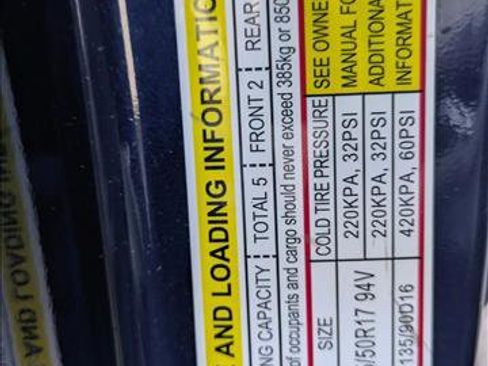 AND LOADING INFORMATIO
NG CAPACITY TOTAL 5 FRONT 2 REAR
of occupants and cargo should never exceed 385kg or 850
SIZE COLD TIRE PRESSURE SEE OWNE
/50R17 94V 220KPA, 32PSI MANUAL FO
220KPA, 32PSI ADDITIONA
135/90D16 420KPA, 60PSI INFORMATI